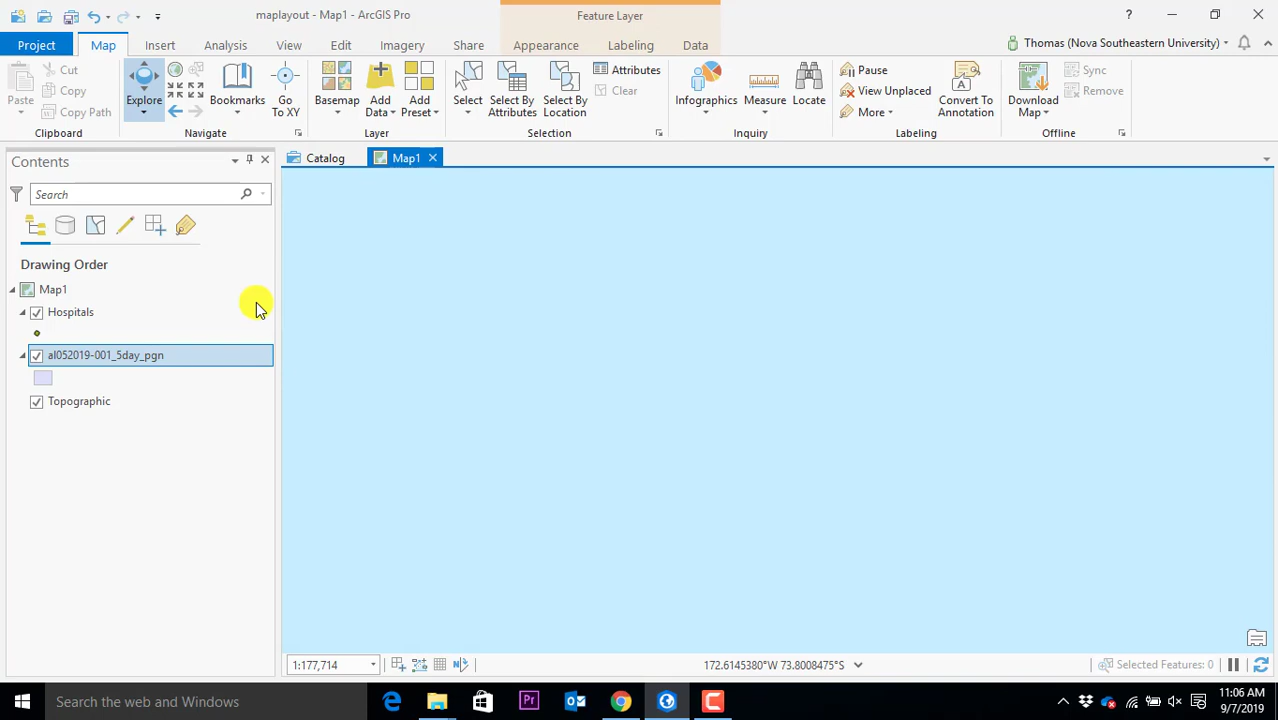 maplayout - Map1 - ArcGIS Pro
Feature Layer
?
Project Map Insert Analysis View Edit Imagery Share Appearance Labeling Data
Thomas (Nova Southeastern University)
Paste
Cut
Copy
Copy Path
Clipboard
Explore
Bookmarks
Go To XY
Navigate
Basemap
Add Data
Add Preset
Layer
Select
Select By Attributes
Select By Location
Attributes
Clear
Selection
Infographics
Measure
Locate
Inquiry
Pause
View Unplaced
More
Convert To Annotation
Labeling
Download Map
Sync
Remove
Offline
Contents
Catalog
Map1
Search
Drawing Order
Map1
Hospitals
al052019-001_5day_pgn
Topographic
1:177,714
172.6145380°W 73.8008475°S
Selected Features: 0
Search the web and Windows
Pr
11:06 AM
9/7/2019